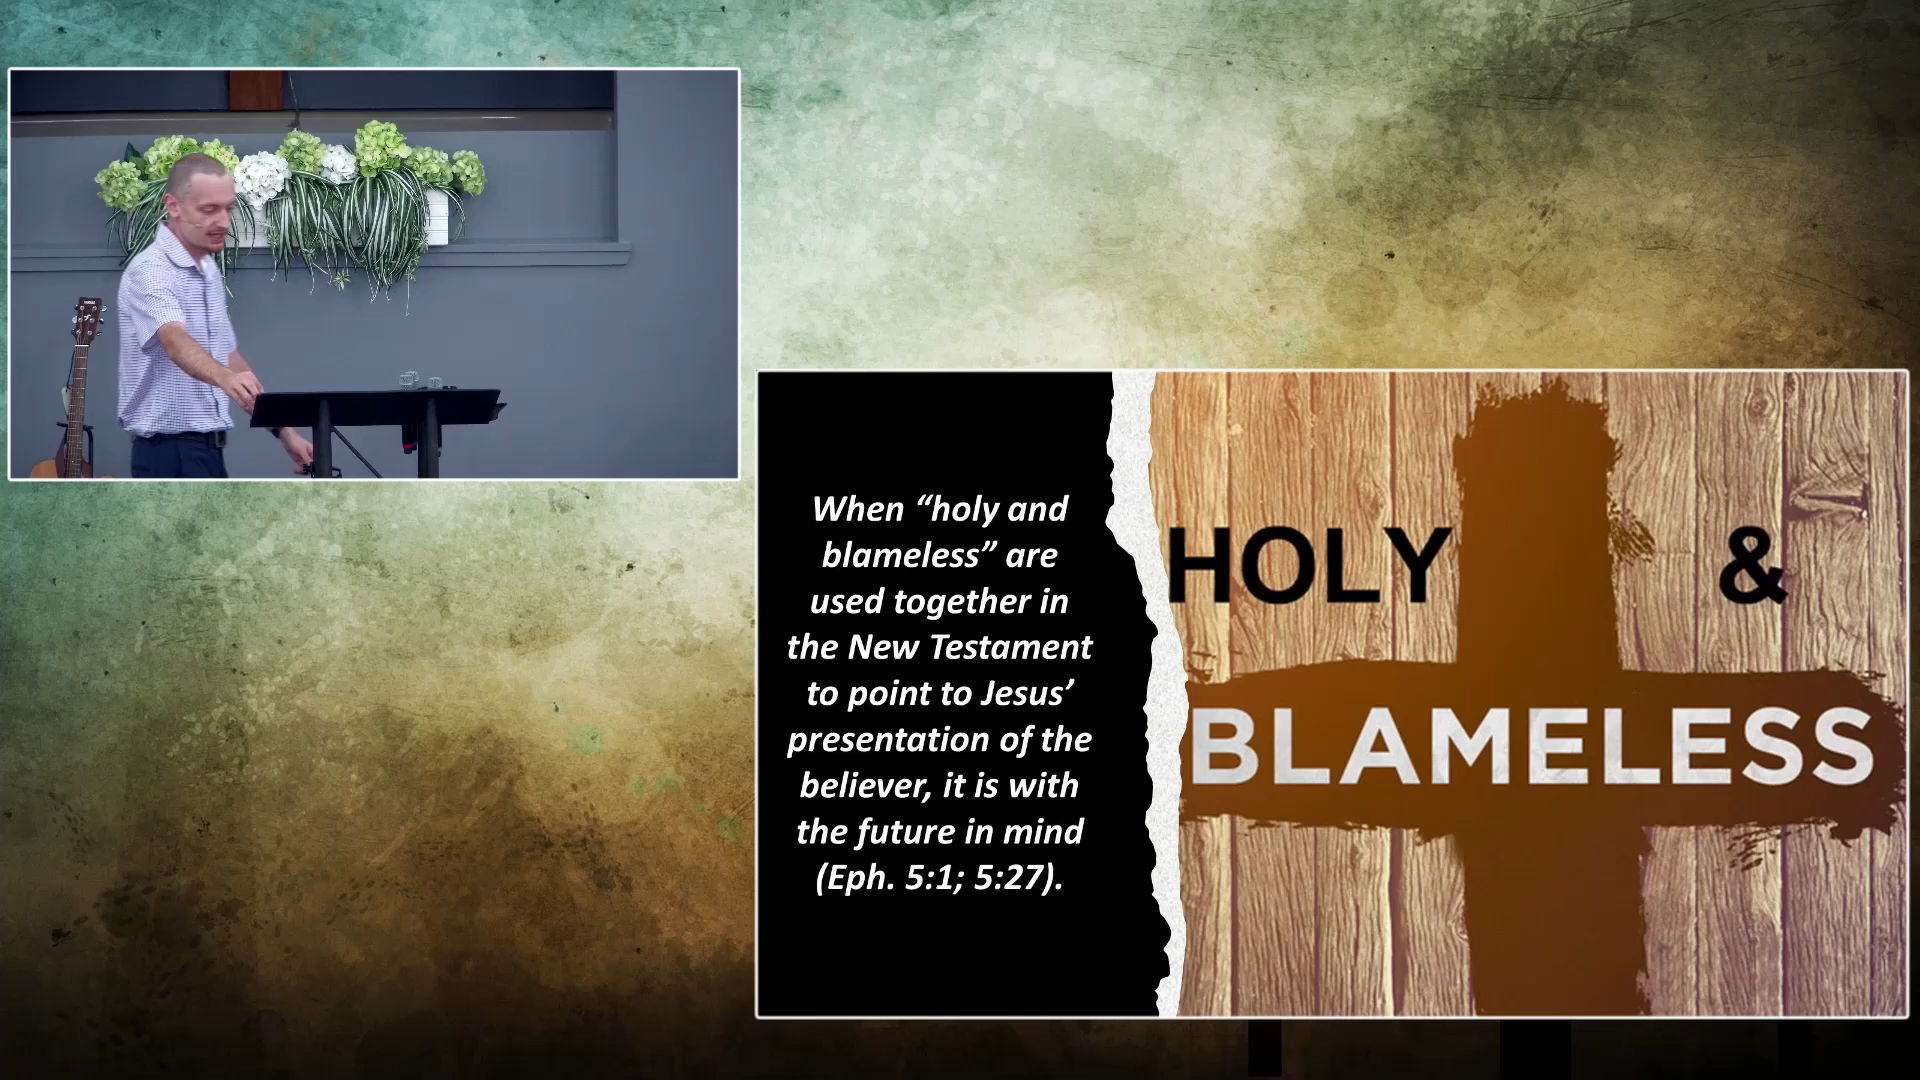 When “holy and
blameless” are
used together in
the New Testament
to point to Jesus’
presentation of the
believer, it is with
the future in mind
(Eph. 5:1; 5:27).
HOLY &
BLAMELESS